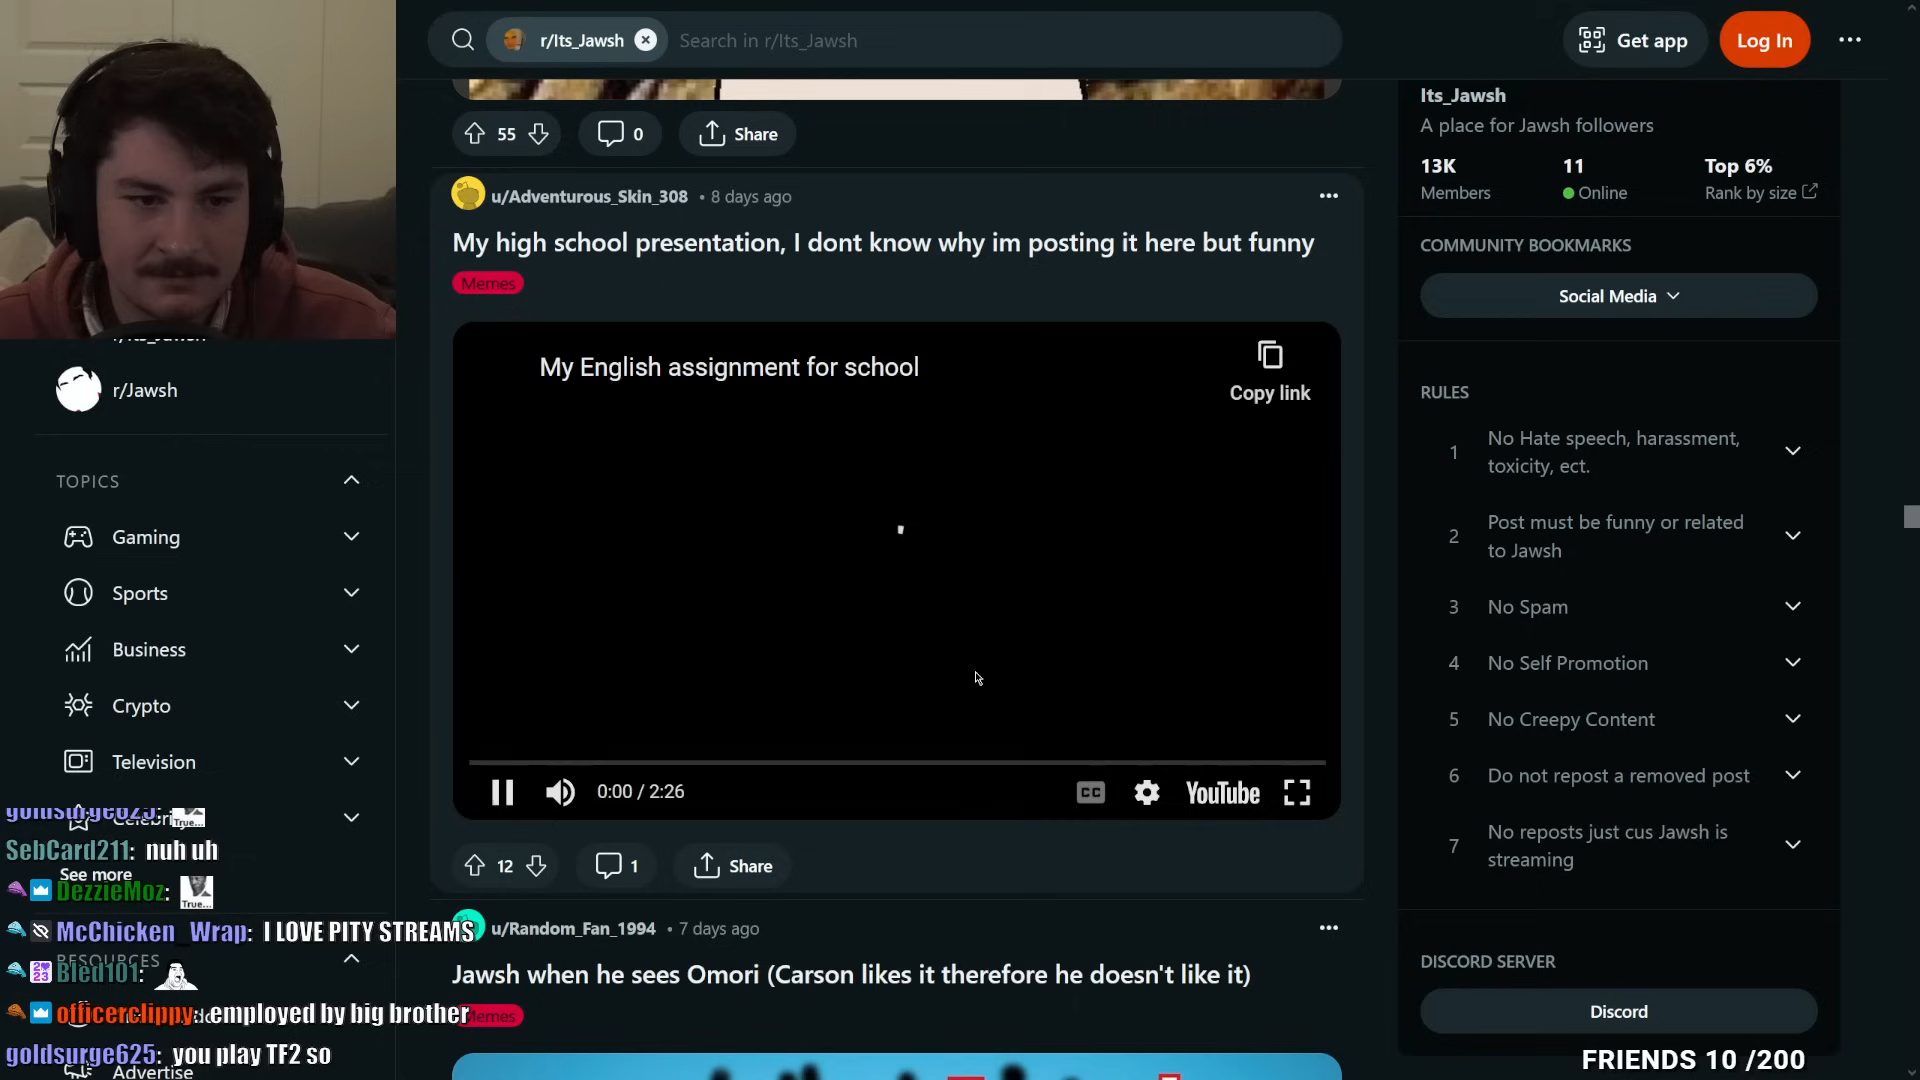 r/Its_Jawsh
Search in r/Its_Jawsh
Get app
Log In
55
0
Share
u/Adventurous_Skin_308
• 8 days ago
My high school presentation, I dont know why im posting it here but funny
Memes
My English assignment for school
Copy link
0:00 / 2:26
CC
YouTube
12
1
Share
u/Random_Fan_1994
• 7 days ago
Jawsh when he sees Omori (Carson likes it therefore he doesn't like it)
Memes
r/Jawsh
TOPICS
Gaming
Sports
Business
Crypto
Television
See more
RESOURCES
Advertise
goldsurge625: True...
SebCard211: nuh uh
DezzieMoz: True...
McChicken_Wrap: I LOVE PITY STREAMS
Bled101:
officerclippy: employed by big brother
goldsurge625: you play TF2 so
Its_Jawsh
A place for Jawsh followers
13K
Members
11
Online
Top 6%
Rank by size
COMMUNITY BOOKMARKS
Social Media
RULES
1
No Hate speech, harassment,
toxicity, ect.
2
Post must be funny or related
to Jawsh
3
No Spam
4
No Self Promotion
5
No Creepy Content
6
Do not repost a removed post
7
No reposts just cus Jawsh is
streaming
DISCORD SERVER
Discord
FRIENDS 10 /200